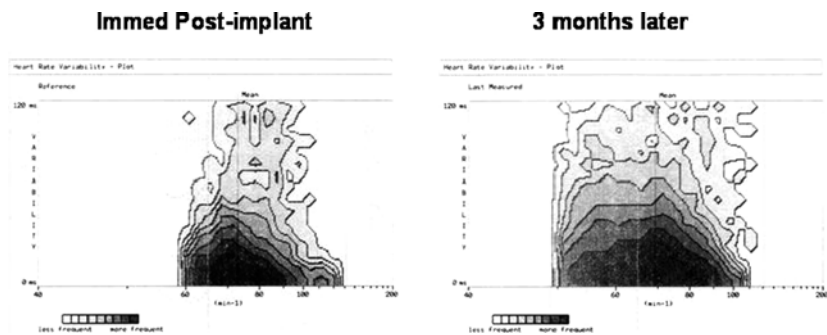 Immed Post-implant
Heart Rate Variability - Plot
Reference
Mean
120 ms
VARIABILITY
0 ms
40 60 80 200
(min-1)
less frequent more frequent
3 months later
Heart Rate Variability - Plot
Last Measured
Mean
120 ms
VARIABILITY
0 ms
40 60 80 100 200
(min-1)
less frequent more frequent